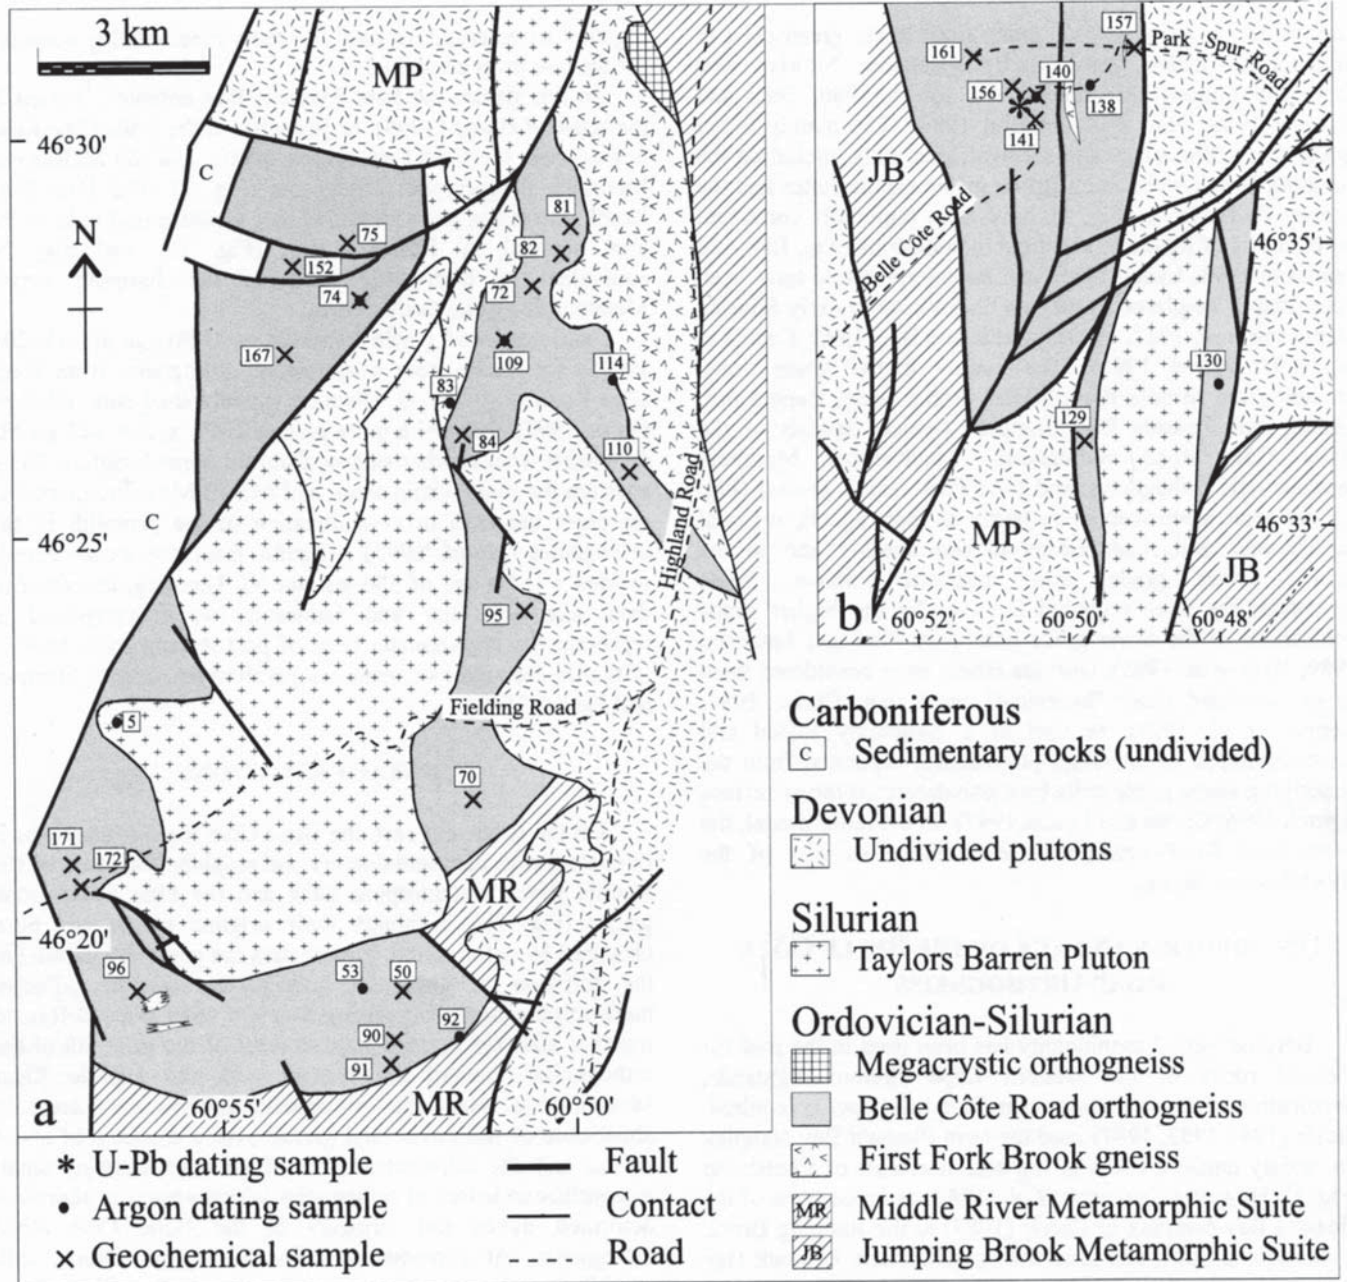 3 km
MP
46°30'
C
N
75
152
74
167
81
82
72
109
114
83
84
110
Highland Road
C
46°25'
95
Fielding Road
5
70
171
172
MR
46°20'
96
53
50
90
92
91
a
60°55'
MR
60°50'
157
161
Park Spur Road
140
156
138
141
JB
Belle Côte Road
46°35'
130
129
MP
46°33'
JB
b
60°52'
60°50'
60°48'
Carboniferous
C Sedimentary rocks (undivided)
Devonian
Undivided plutons
Silurian
Taylors Barren Pluton
Ordovician-Silurian
Megacrystic orthogneiss
Belle Côte Road orthogneiss
First Fork Brook gneiss
MR Middle River Metamorphic Suite
JB Jumping Brook Metamorphic Suite
U-Pb dating sample
Argon dating sample
Geochemical sample
Fault
Contact
Road